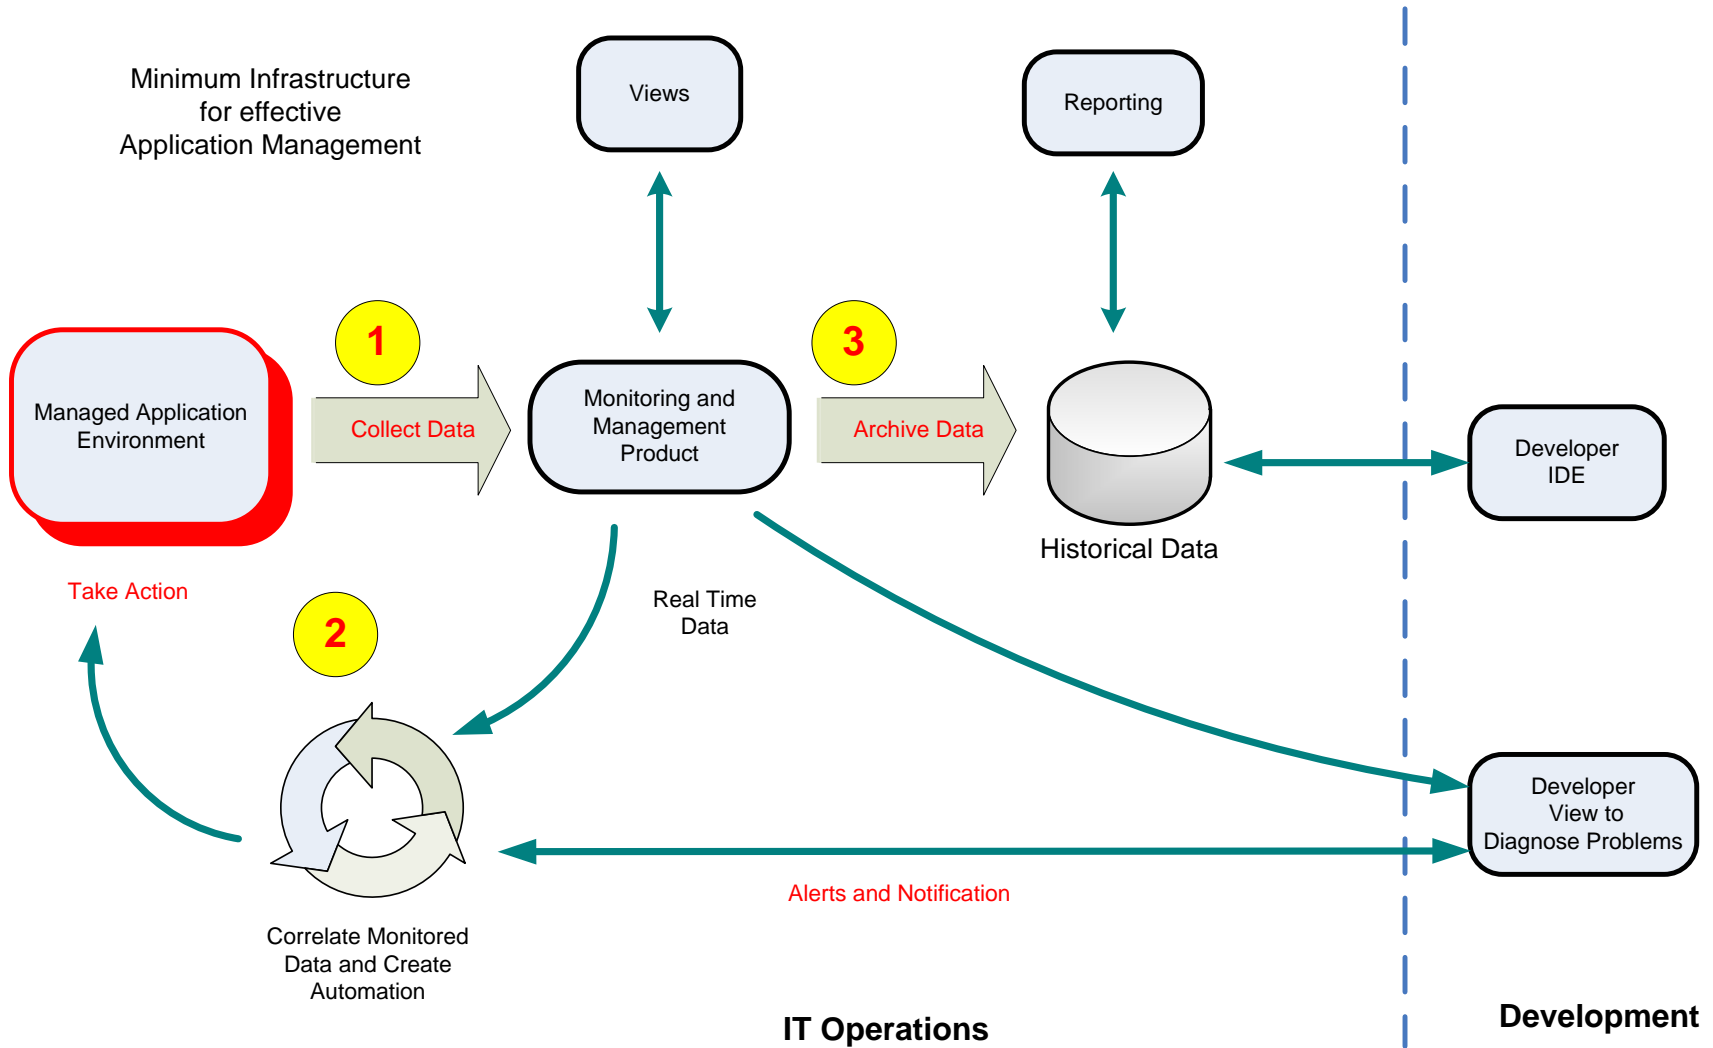 Minimum Infrastructure
for effective
Application Management
Views
Reporting
1
3
Managed Application
Environment
Collect Data
Monitoring and
Management
Product
Archive Data
Developer
IDE
Historical Data
Take Action
2
Real Time
Data
Developer
View to
Diagnose Problems
Alerts and Notification
Correlate Monitored
Data and Create
Automation
IT Operations
Development